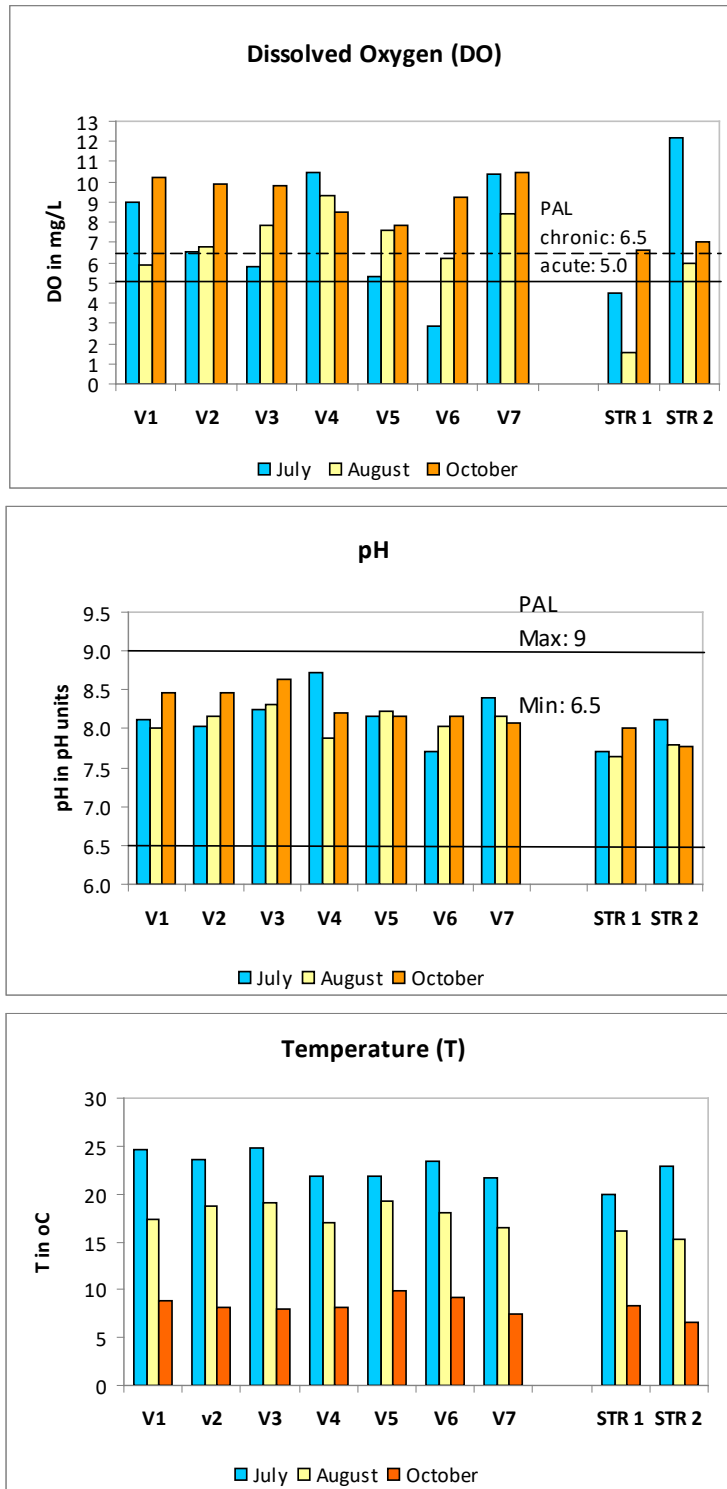 Dissolved Oxygen (DO)
13
12
11
10
9
8
7
6
5
4
3
2
1
0
DO in mg/L
PAL
chronic: 6.5
acute: 5.0
V1 V2 V3 V4 V5 V6 V7 STR 1 STR 2
July August October
pH
9.5
9.0
8.5
8.0
7.5
7.0
6.5
6.0
pH in pH units
PAL
Max: 9
Min: 6.5
V1 V2 V3 V4 V5 V6 V7 STR 1 STR 2
July August October
Temperature (T)
30
25
20
15
10
5
0
T in oC
V1 v2 V3 V4 V5 V6 V7 STR 1 STR 2
July August October